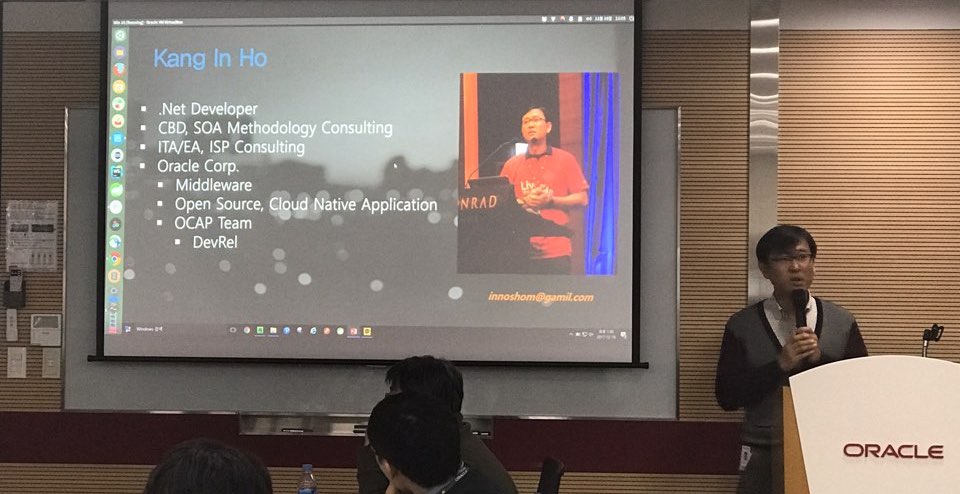 Kang In Ho
.Net Developer
CBD, SOA Methodology Consulting
ITA/EA, ISP Consulting
Oracle Corp.
Middleware
Open Source, Cloud Native Application
OCAP Team
DevRel
NRAD
innoshom@gamil.com
ORACLE